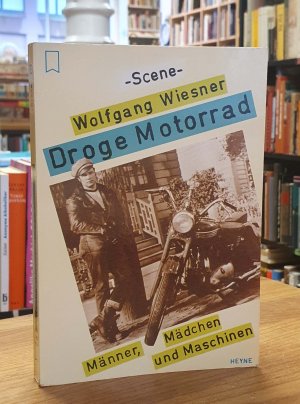 -Scene-
Wolfgang Wiesner
Droge Motorrad
Männer, Mädchen
und Maschinen
HEYNE